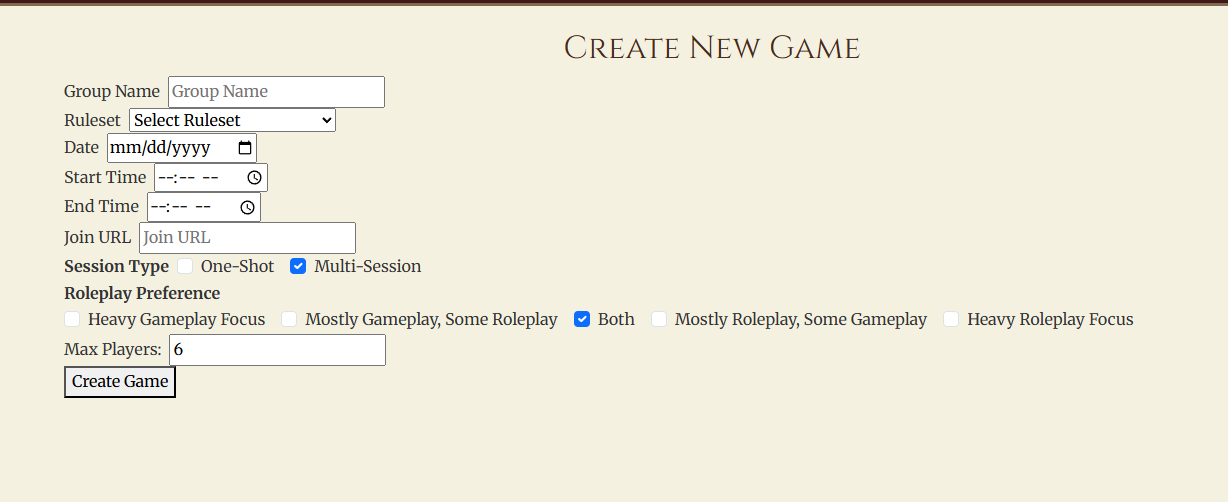 Create New Game
Group Name Group Name
Ruleset Select Ruleset
Date mm/dd/yyyy
Start Time --:-- --
End Time --:-- --
Join URL Join URL
Session Type One-Shot Multi-Session
Roleplay Preference
Heavy Gameplay Focus Mostly Gameplay, Some Roleplay Both Mostly Roleplay, Some Gameplay Heavy Roleplay Focus
Max Players: 6
Create Game